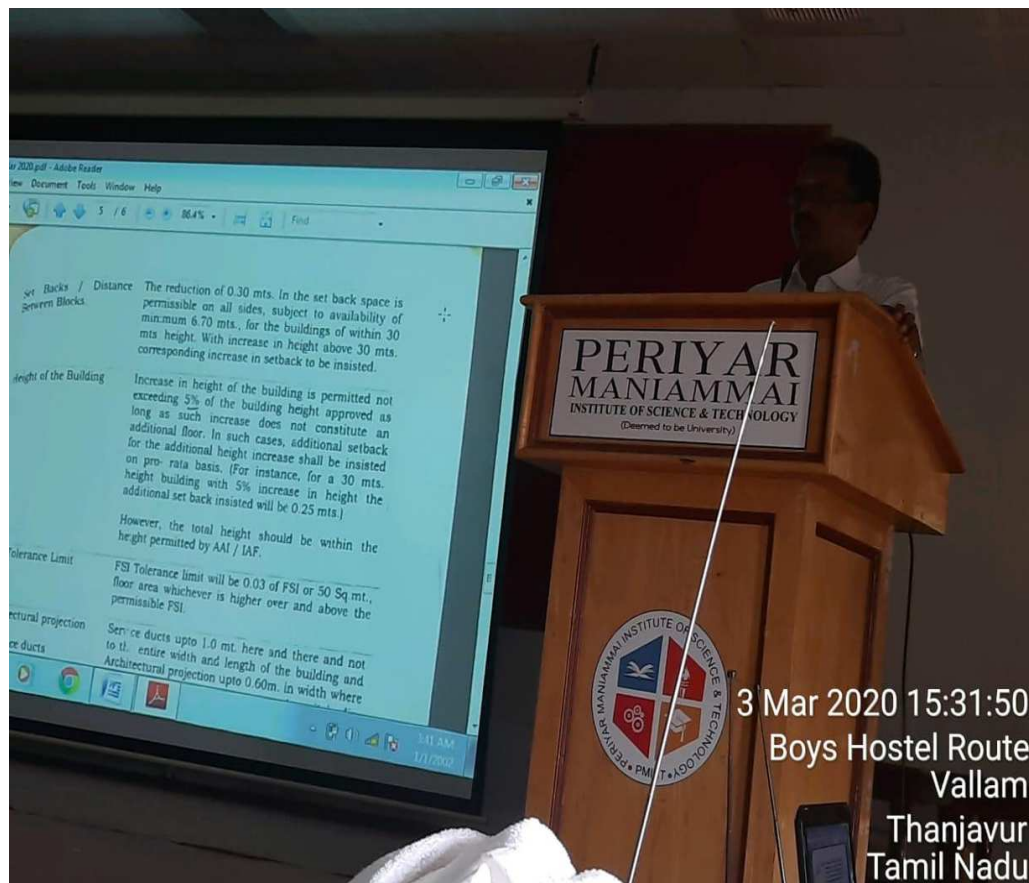 ar 2020.pdf - Adobe Reader
View Document Tools Window Help
5 / 6 86.4% Find
Set Backs / Distance
Between Blocks.
The reduction of 0.30 mts. In the set back space is
permissible on all sides, subject to availability of
minimum 6.70 mts., for the buildings of within 30
mts height. With increase in height above 30 mts.
corresponding increase in setback to be insisted.
Height of the Building
Increase in height of the building is permitted not
exceeding 5% of the building height approved as
long as such increase does not constitute an
additional floor. In such cases, additional setback
for the additional height increase shall be insisted
on pro- rata basis. (For instance, for a 30 mts.
height building with 5% increase in height the
additional set back insisted will be 0.25 mts.)
However, the total height should be within the
height permitted by AAI / IAF.
Tolerance Limit
FSI Tolerance limit will be 0.03 of FSI or 50 Sq mt.,
floor area whichever is higher over and above the
permissible FSI.
ectural projection
ce ducts
Service ducts upto 1.0 mt. here and there and not
to th. entire width and length of the building and
Architectural projection upto 0.60m. in width where
1:41 AM
1/1/2002
PERIYAR
MANIAMMAI
INSTITUTE OF SCIENCE & TECHNOLOGY
(Deemed to be University)
PERIYAR MANIAMMAI INSTITUTE OF SCIENCE & TECHNOLOGY
3 Mar 2020 15:31:50
Boys Hostel Route
Vallam
Thanjavur
Tamil Nadu